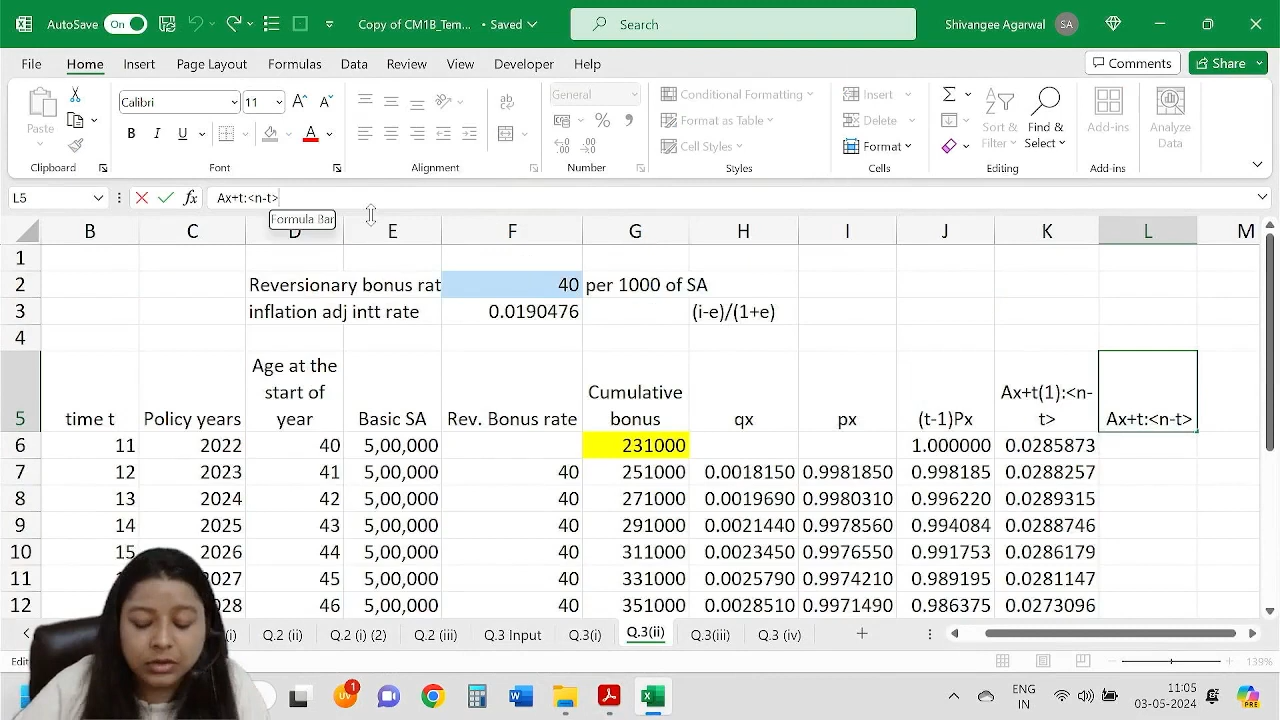 AutoSave On Copy of CM1B_Tem... • Saved Search Shivangee Agarwal SA
File Home Insert Page Layout Formulas Data Review View Developer Help Comments Share
Paste Calibri 11 General Conditional Formatting Insert Sort & Find & Add-ins Analyze
B I U Format as Table Delete Filter Select Data
Cell Styles Format
Clipboard Font Alignment Number Styles Cells Editing Add-ins
L5 fx Ax+t:<n-t>
Formula Bar
B C D E F G H I J K L M
1
2 Reversionary bonus rat 40 per 1000 of SA
3 inflation adj intt rate 0.0190476 (i-e)/(1+e)
4
Age at the
start of Cumulative Ax+t(1):<n-
5 time t Policy years year Basic SA Rev. Bonus rate bonus qx px (t-1)Px t> Ax+t:<n-t>
6 11 2022 40 5,00,000 231000 1.000000 0.0285873
7 12 2023 41 5,00,000 40 251000 0.0018150 0.9981850 0.998185 0.0288257
8 13 2024 42 5,00,000 40 271000 0.0019690 0.9980310 0.996220 0.0289315
9 14 2025 43 5,00,000 40 291000 0.0021440 0.9978560 0.994084 0.0288746
10 15 2026 44 5,00,000 40 311000 0.0023450 0.9976550 0.991753 0.0286179
11 2027 45 5,00,000 40 331000 0.0025790 0.9974210 0.989195 0.0281147
12 028 46 5,00,000 40 351000 0.0028510 0.9971490 0.986375 0.0273096
(i) Q.2 (ii) Q.2 (i) (2) Q.2 (iii) Q.3 Input Q.3(i) Q.3(ii) Q.3(iii) Q.3 (iv)
Edi 139%
UV 1 ENG 11:05
IN 03-05-2024 PRE